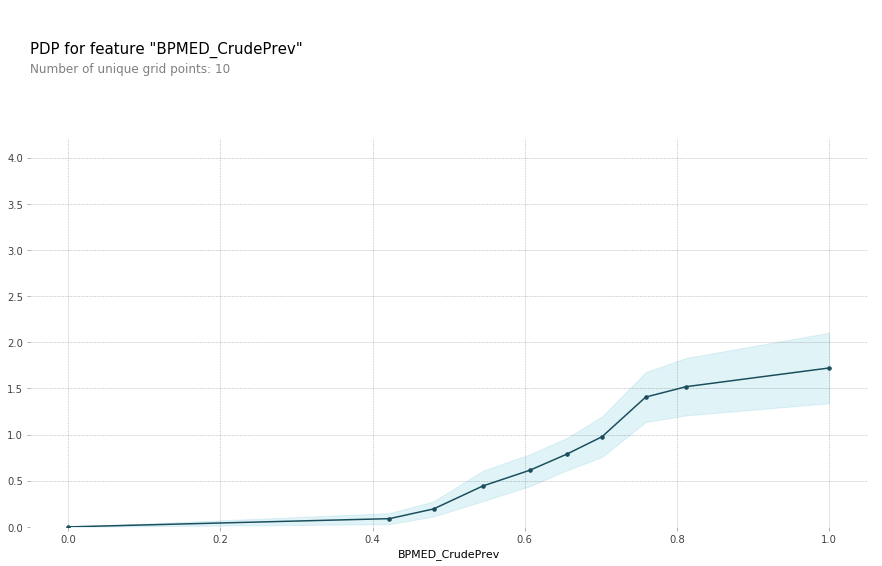 PDP for feature "BPMED_CrudePrev"
Number of unique grid points: 10
4.0
3.5
3.0
2.5
2.0
1.5
1.0
0.5
0.0
0.0 0.2 0.4 0.6 0.8 1.0
BPMED_CrudePrev